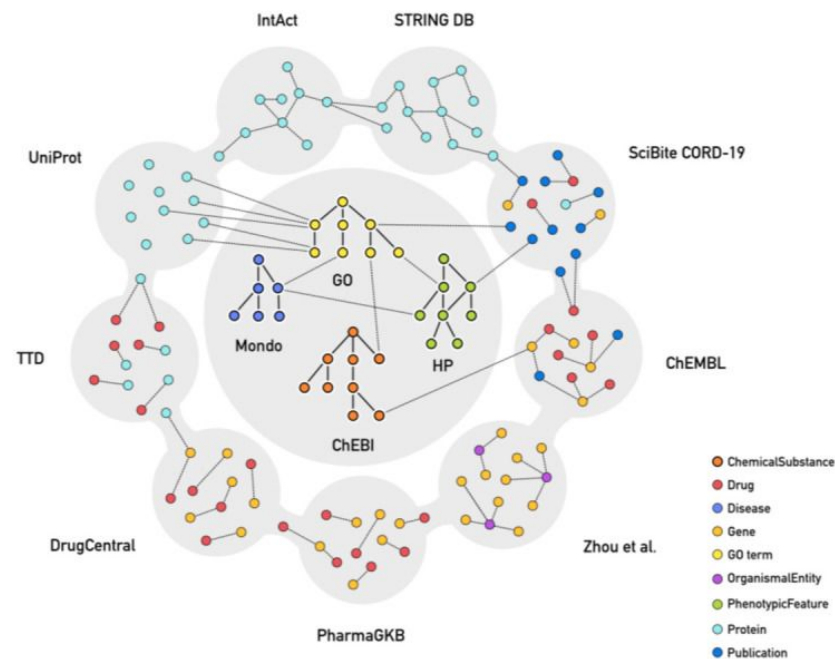 IntAct
STRING DB
UniProt
SciBite CORD-19
GO
Mondo
HP
TTD
ChEMBL
ChEBI
ChemicalSubstance
Drug
Disease
Gene
GO term
OrganismalEntity
PhenotypicFeature
Protein
Publication
DrugCentral
Zhou et al.
PharmaGKB